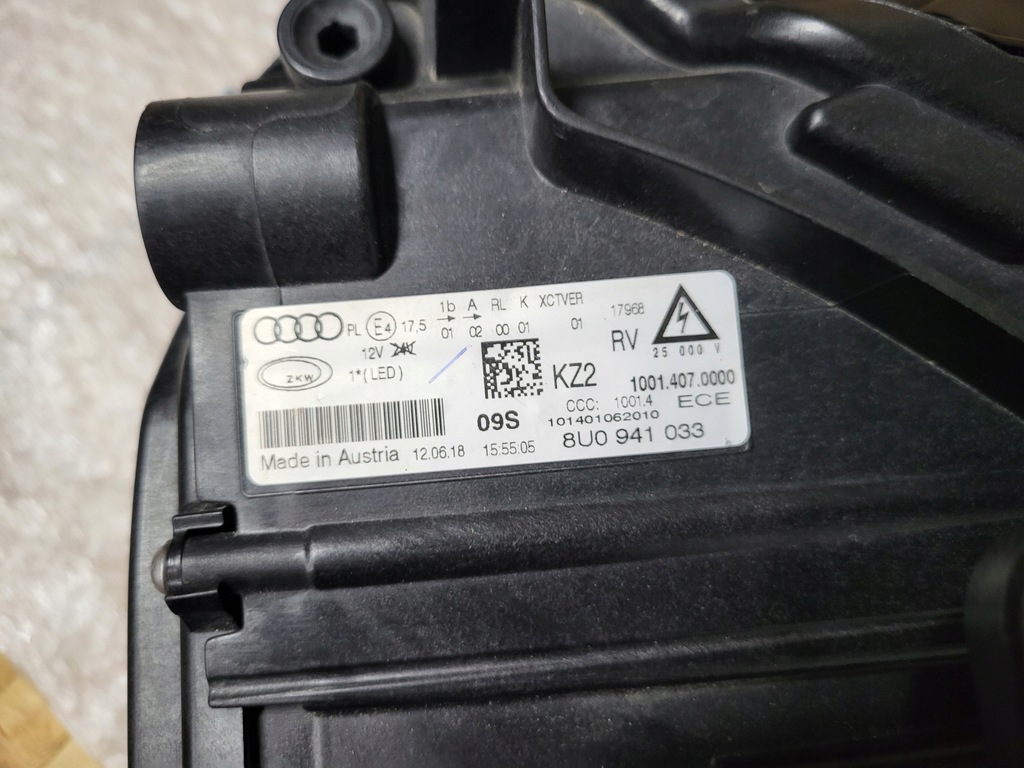 1b A RL K XCTVER
PL E4 17,5 01 02 00 01 01 17968
12V 24V RV 25 000 V
ZKW 1*(LED) KZ2 1001.407.0000
CCC: 1001.4 ECE
09S 101401062010
Made in Austria 12.06.18 15:55:05 8U0 941 033